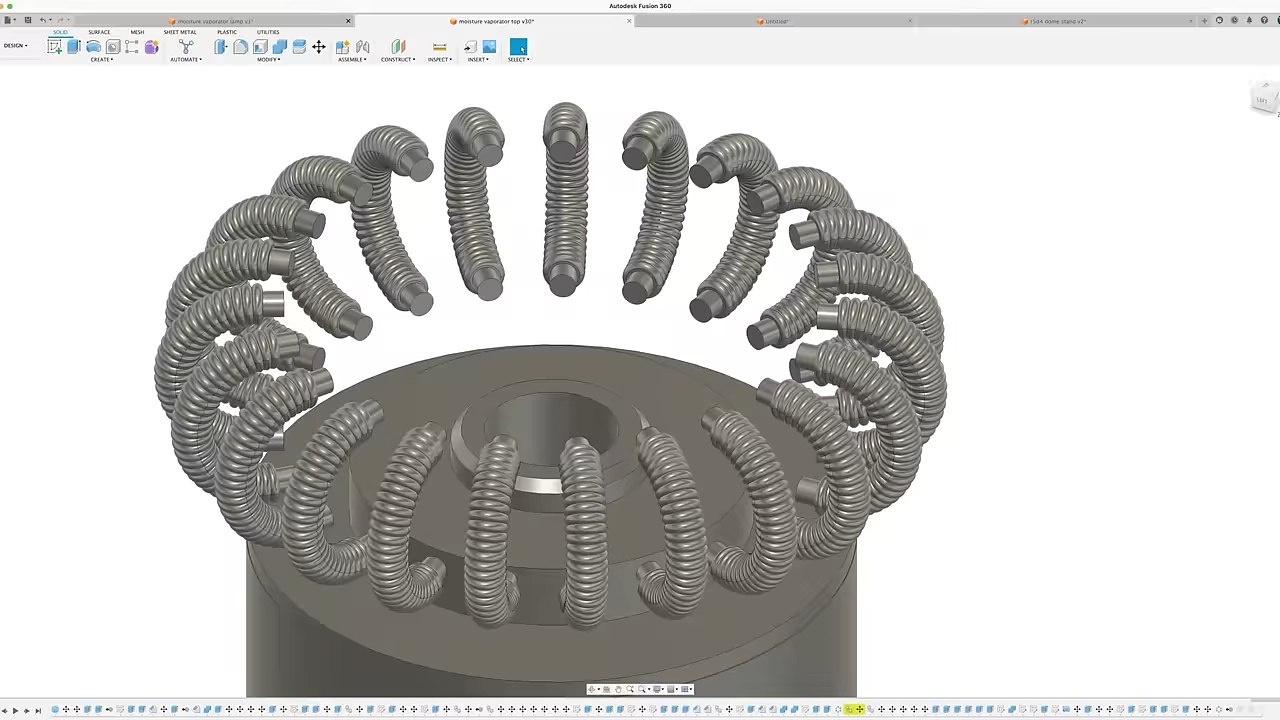 Autodesk Fusion 360
moisture vaporator lamp v3*
moisture vaporator top v30*
Untitled*
r5d4 dome stand v2*
SOLID SURFACE MESH SHEET METAL PLASTIC UTILITIES
DESIGN
CREATE AUTOMATE MODIFY ASSEMBLE CONSTRUCT INSPECT INSERT SELECT